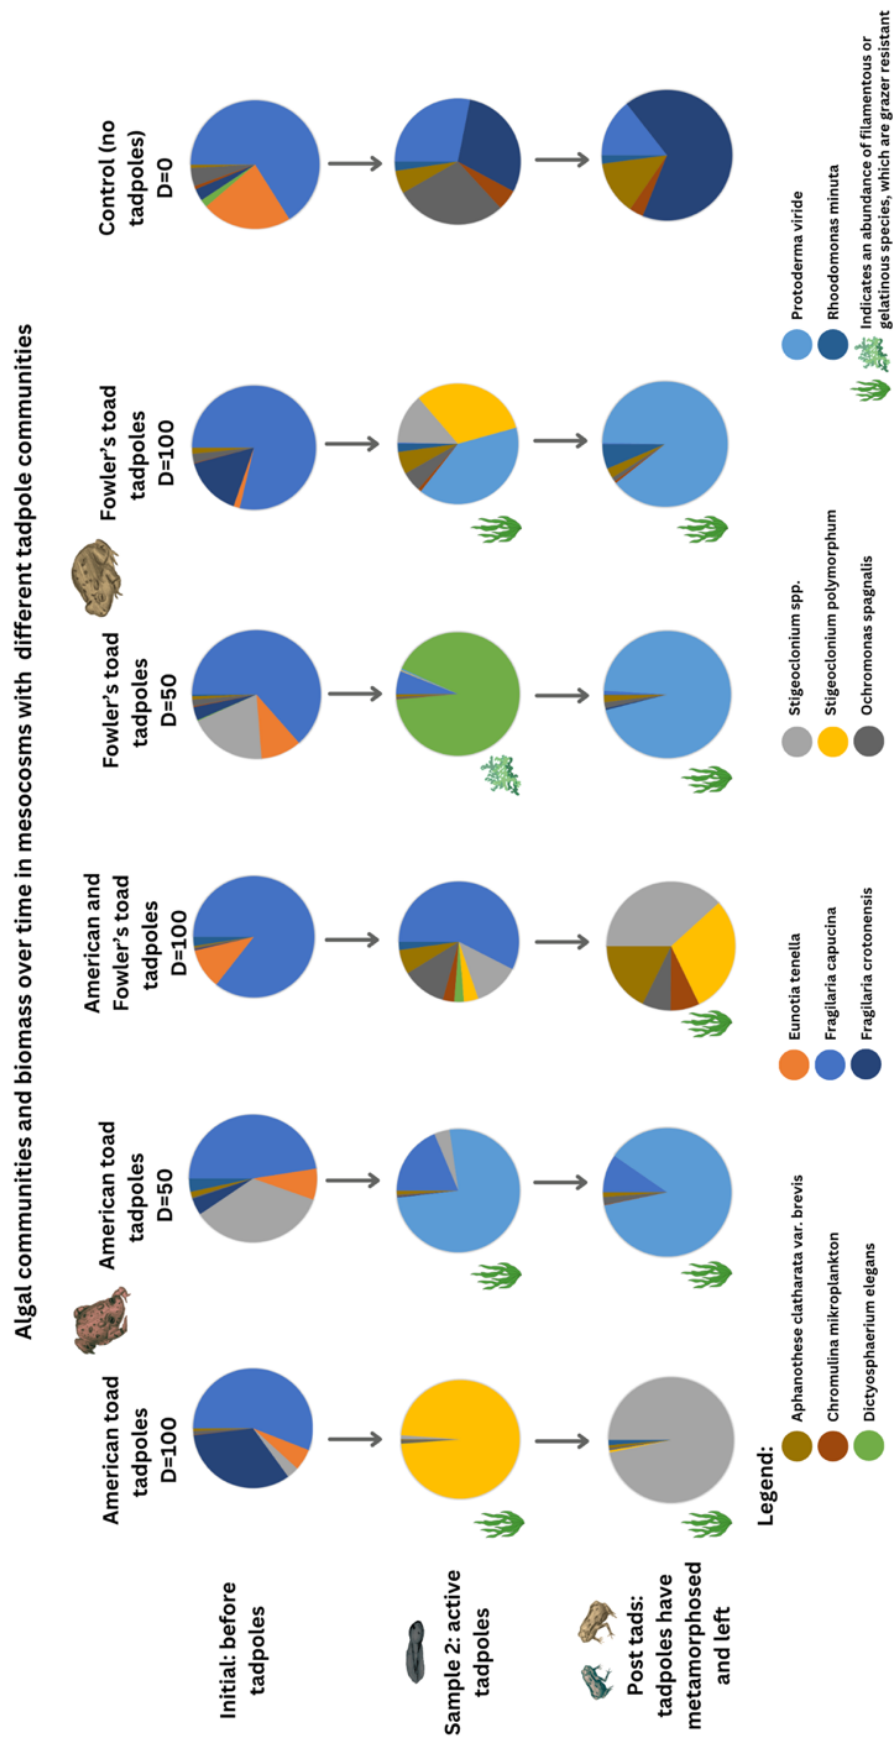 Algal communities and biomass over time in mesocosms with different tadpole communities
American toad
tadpoles
D=100
American toad
tadpoles
D=50
American and
Fowler's toad
tadpoles
D=100
Fowler's toad
tadpoles
D=50
Fowler's toad
tadpoles
D=100
Control (no
tadpoles)
D=0
Initial: before
tadpoles
Sample 2: active
tadpoles
Post tads:
tadpoles have
metamorphosed
and left
Legend:
Aphanothese clatharata var. brevis
Chromulina mikroplankton
Dictyosphaerium elegans
Eunotia tenella
Fragilaria capucina
Fragilaria crotonensis
Stigeoclonium spp.
Stigeoclonium polymorphum
Ochromonas spagnalis
Protoderma viride
Rhoodomonas minuta
Indicates an abundance of filamentous or
gelatinous species, which are grazer resistant